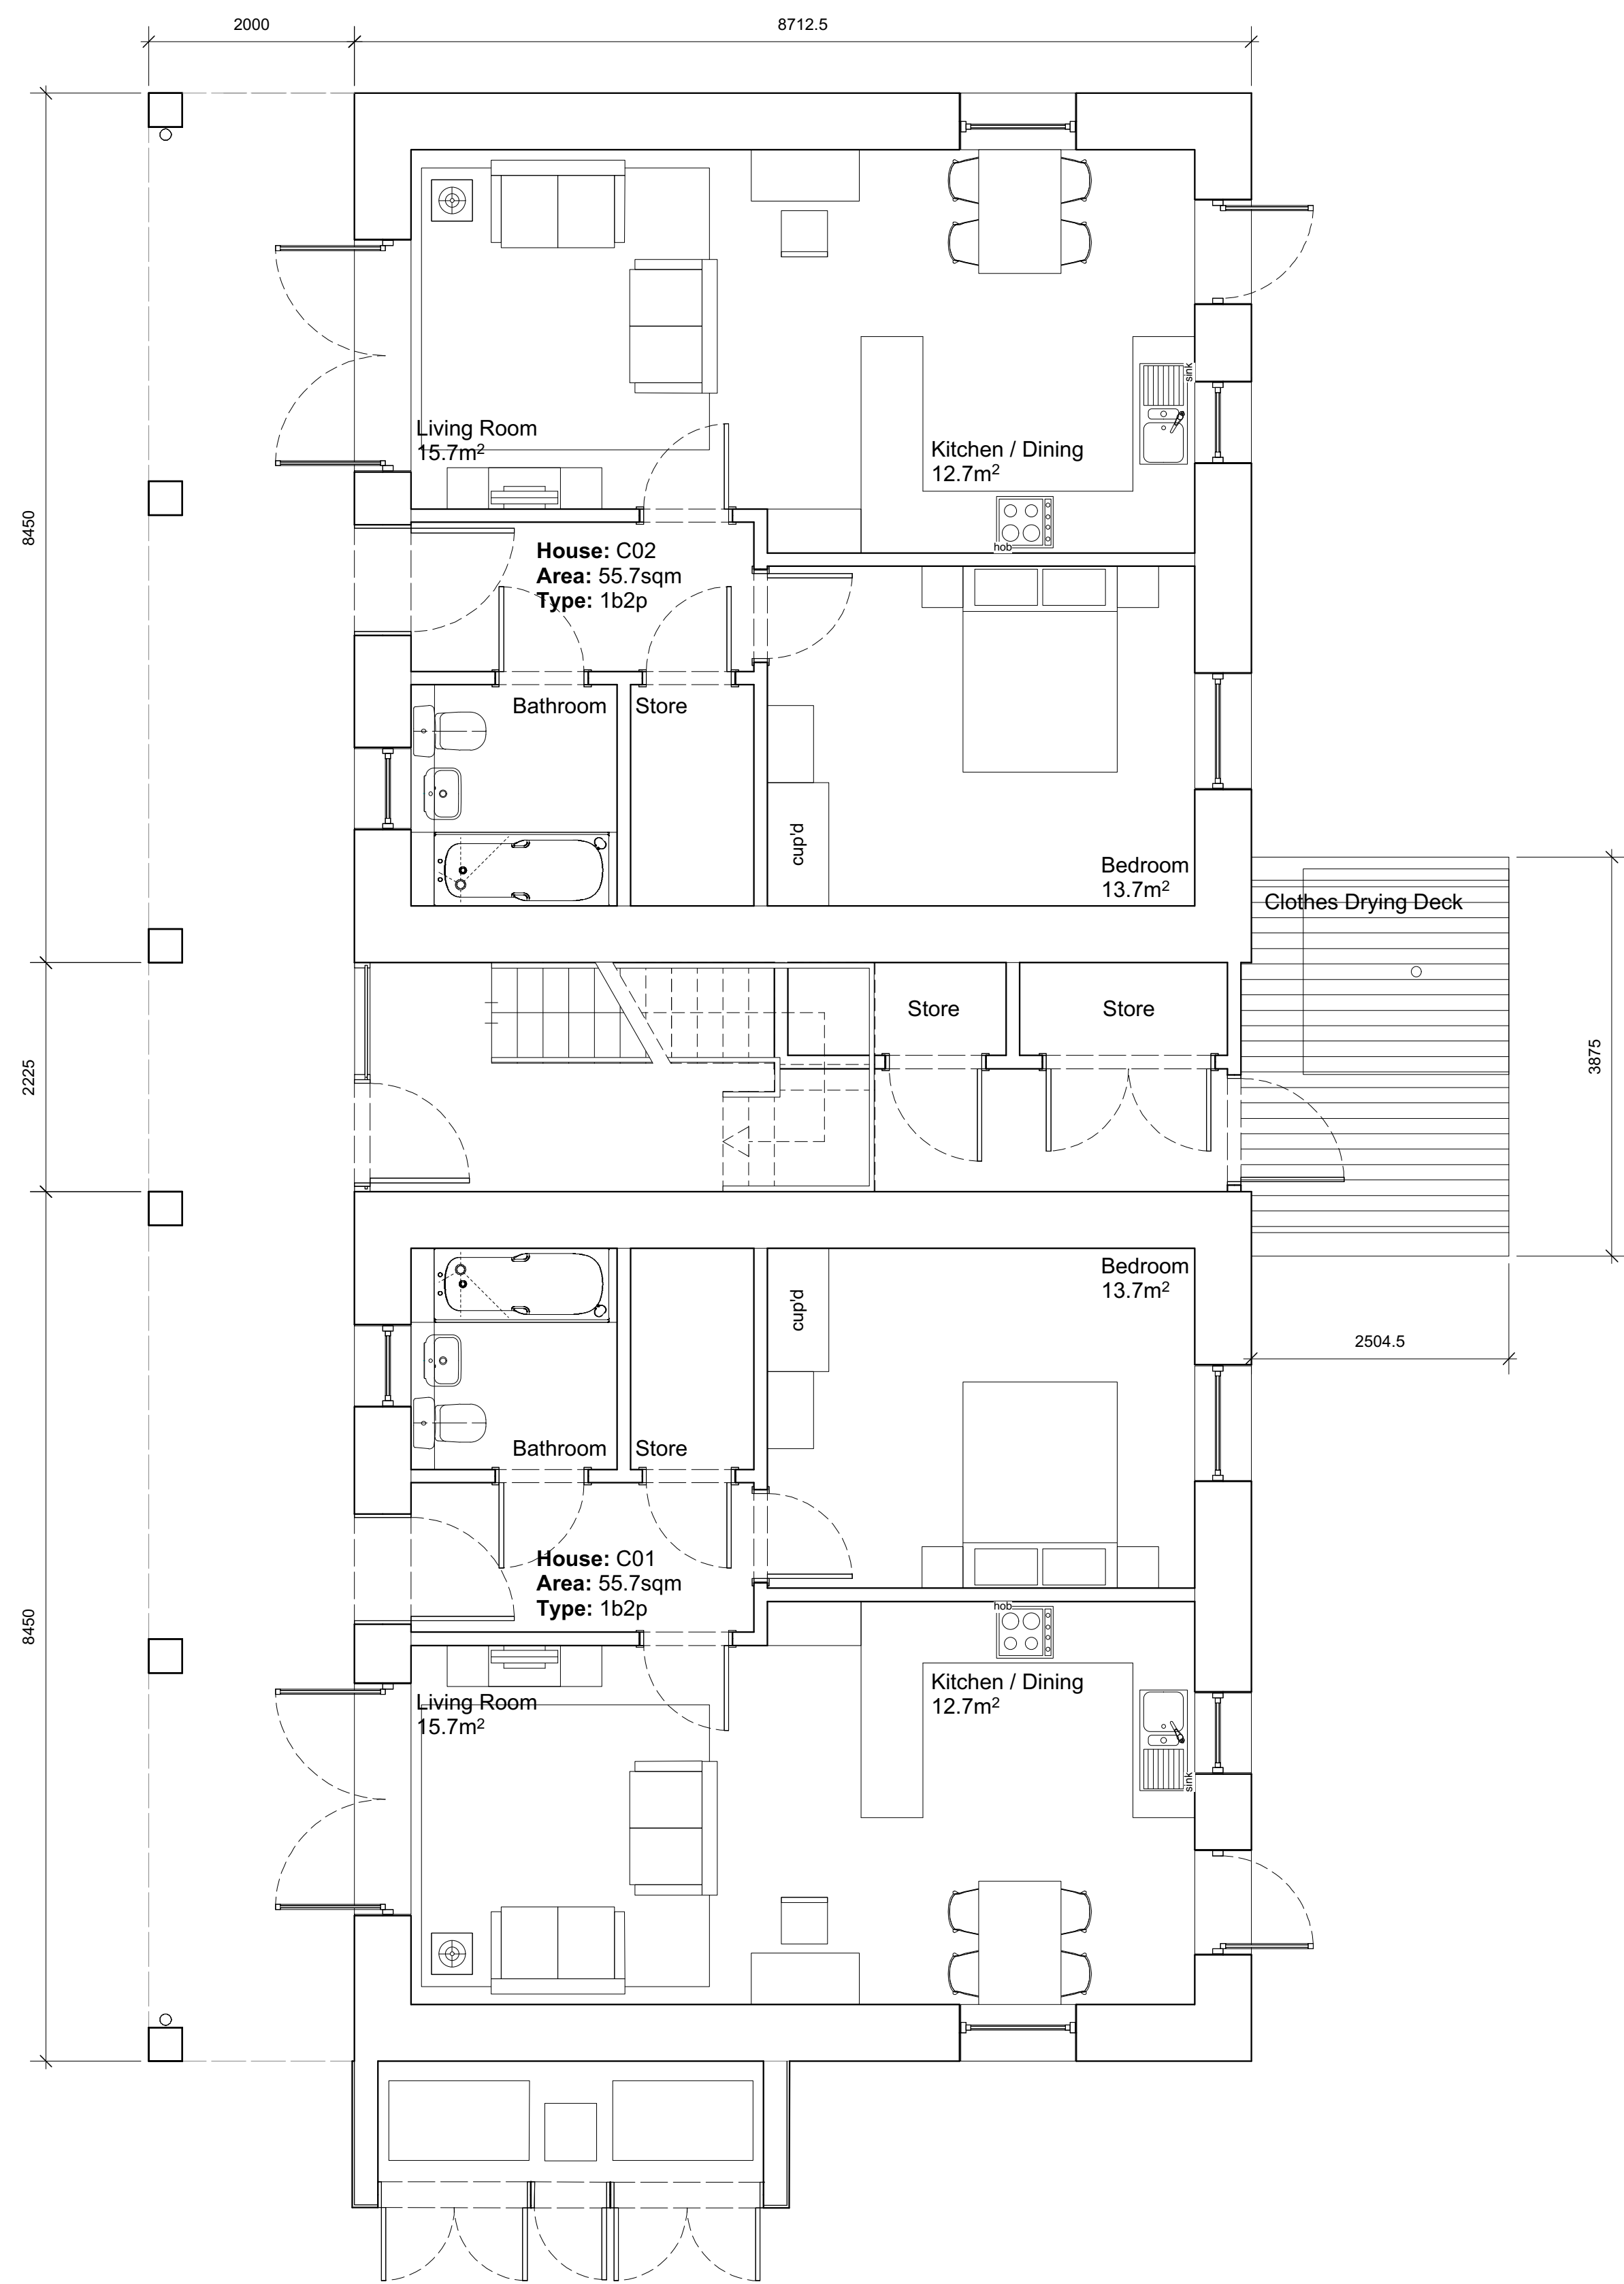 2000
8712.5
8450
Living Room
15.7m²
Kitchen / Dining
12.7m²
sink
hob
House: C02
Area: 55.7sqm
Type: 1b2p
Bathroom
Store
cup'd
Bedroom
13.7m²
Clothes Drying Deck
Store
Store
2225
3875
Bedroom
13.7m²
cup'd
2504.5
Bathroom
Store
House: C01
Area: 55.7sqm
Type: 1b2p
hob
8450
Living Room
15.7m²
Kitchen / Dining
12.7m²
sink